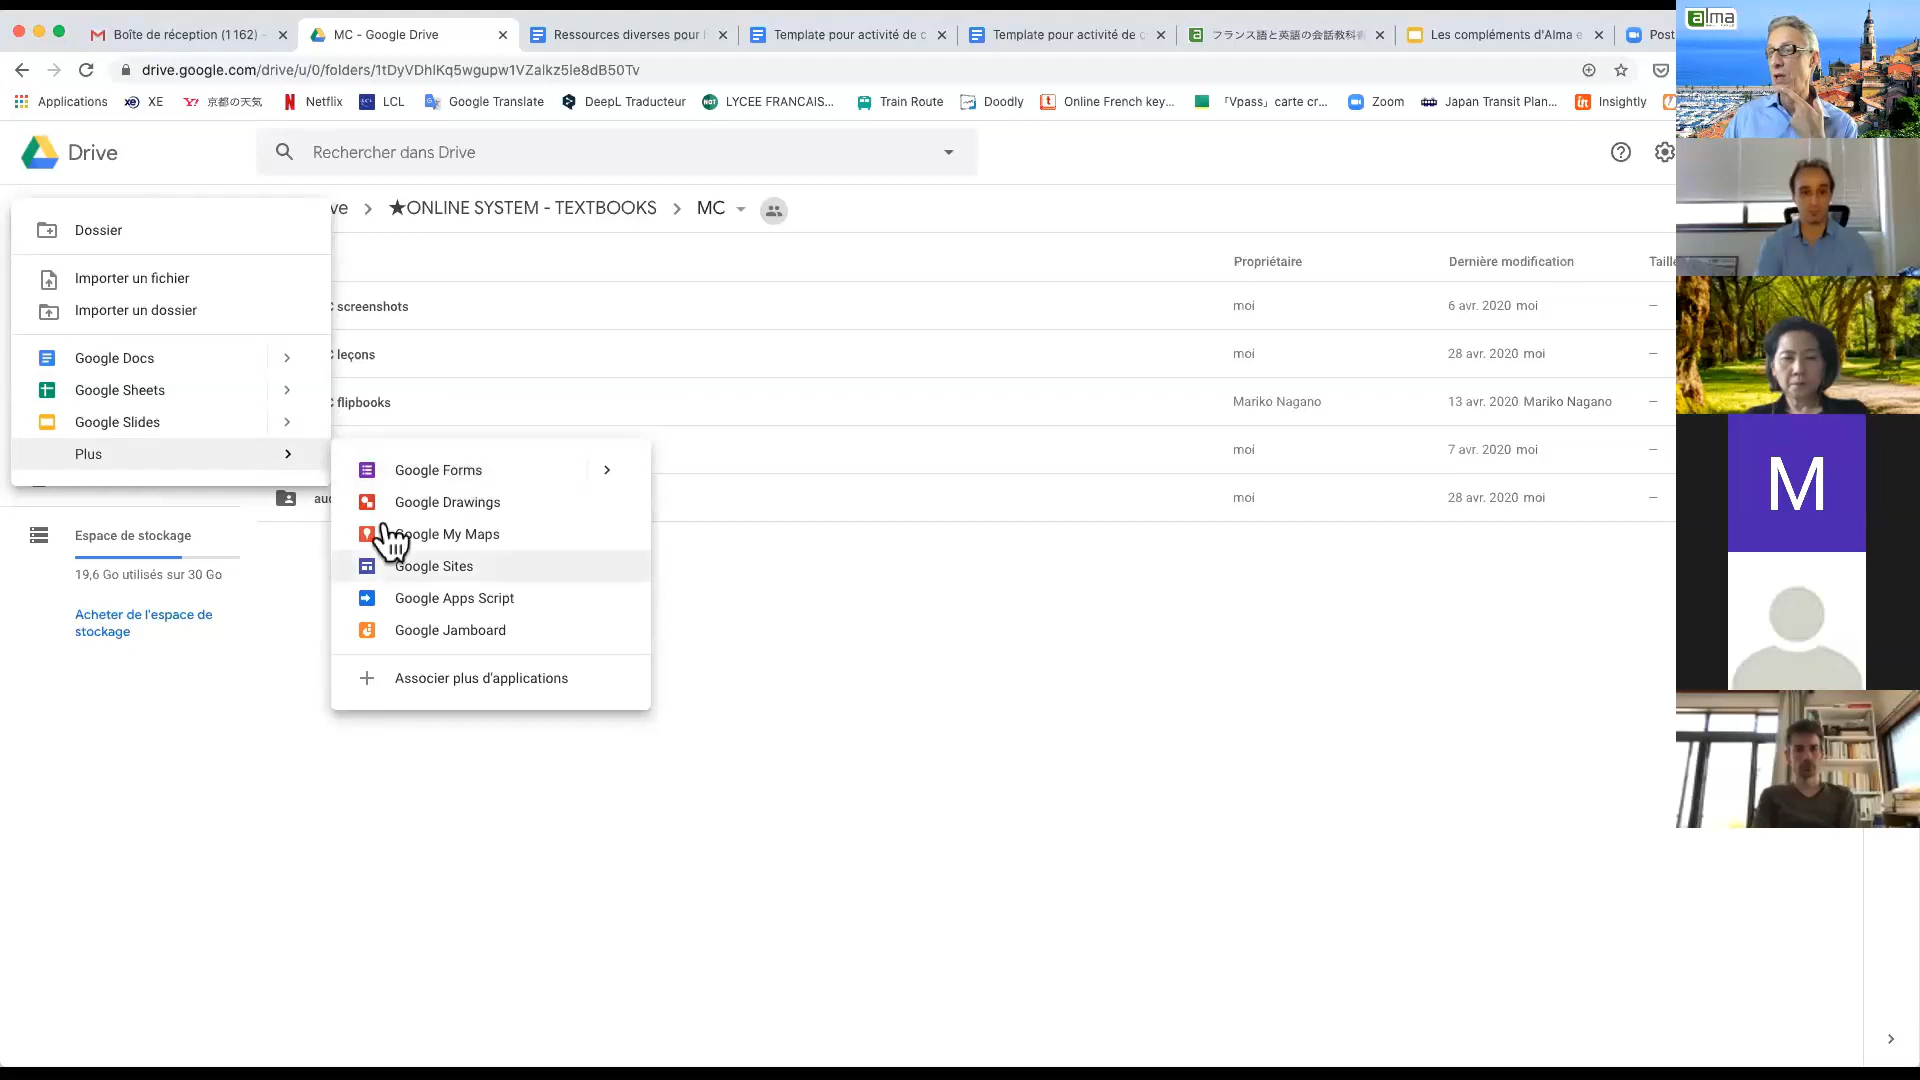 Boîte de réception (1 162) -
MC - Google Drive
Ressources diverses pour
Template pour activité de c
Template pour activité de c
フランス語と英語の会話教科書
Les compléments d'Alma e
Post
drive.google.com/drive/u/0/folders/1tDyVDhlKq5wgupw1VZalkz5le8dB50Tv
Applications
XE
京都の天気
Netflix
LCL
Google Translate
DeepL Traducteur
LYCEE FRANCAIS...
Train Route
Doodly
Online French key...
「Vpass」carte cr...
Zoom
Japan Transit Plan...
Insightly
alma
Drive
Rechercher dans Drive
ve > ★ONLINE SYSTEM - TEXTBOOKS > MC
Dossier
Importer un fichier
Importer un dossier
Google Docs
Google Sheets
Google Slides
Plus
Propriétaire
Dernière modification
Taille
C screenshots
moi
6 avr. 2020 moi
–
C leçons
moi
28 avr. 2020 moi
–
C flipbooks
Mariko Nagano
13 avr. 2020 Mariko Nagano
–
moi
7 avr. 2020 moi
–
aud
moi
28 avr. 2020 moi
–
Google Forms
Google Drawings
Google My Maps
Google Sites
Google Apps Script
Google Jamboard
Associer plus d'applications
Espace de stockage
19,6 Go utilisés sur 30 Go
Acheter de l'espace de
stockage
M